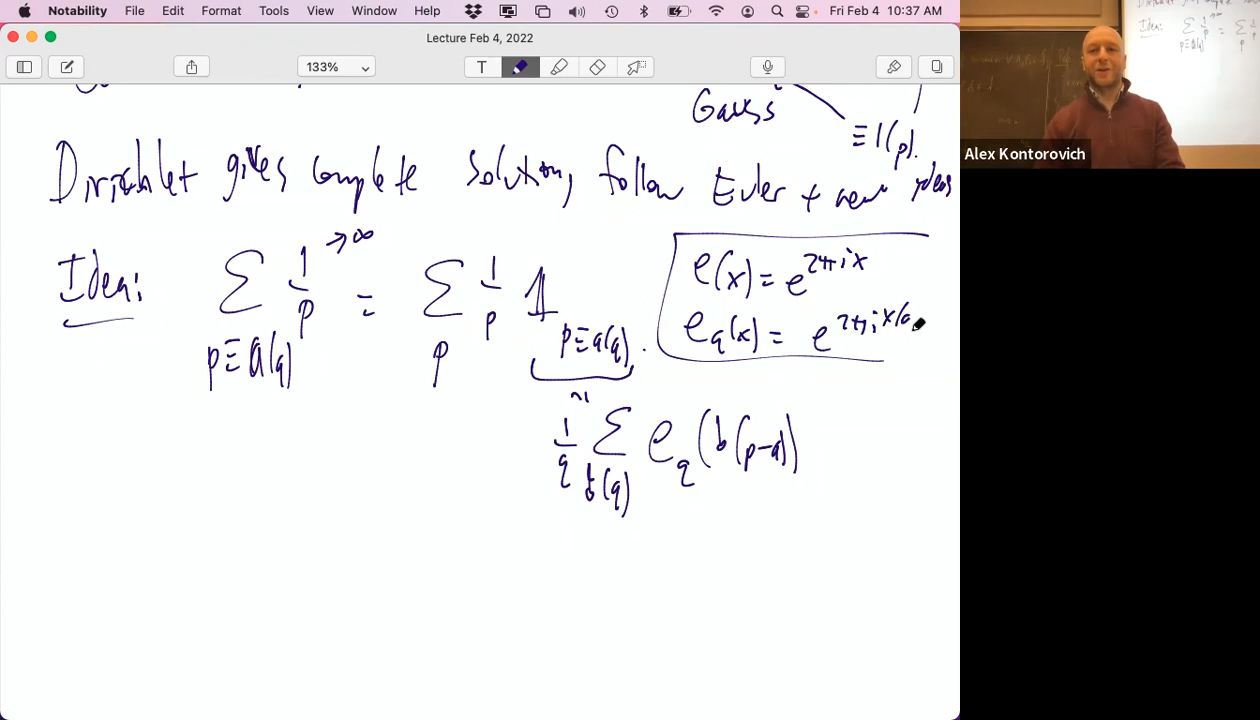 Notability File Edit Format Tools View Window Help Fri Feb 4 10:37 AM
Lecture Feb 4, 2022
133% T
Gauss
≡1(p).
Dirichlet gives complete solution, follow Euler + new ideas
Idea: ∑_{p≡a(q)} 1/p →∞ = ∑_p 1/p 𝟙_{p≡a(q)}.
e(x) = e^{2πix}
e_q(x) = e^{2πix/q}
1/q ∑_{b(q)} e_q(b(p-a))
Alex Kontorovich